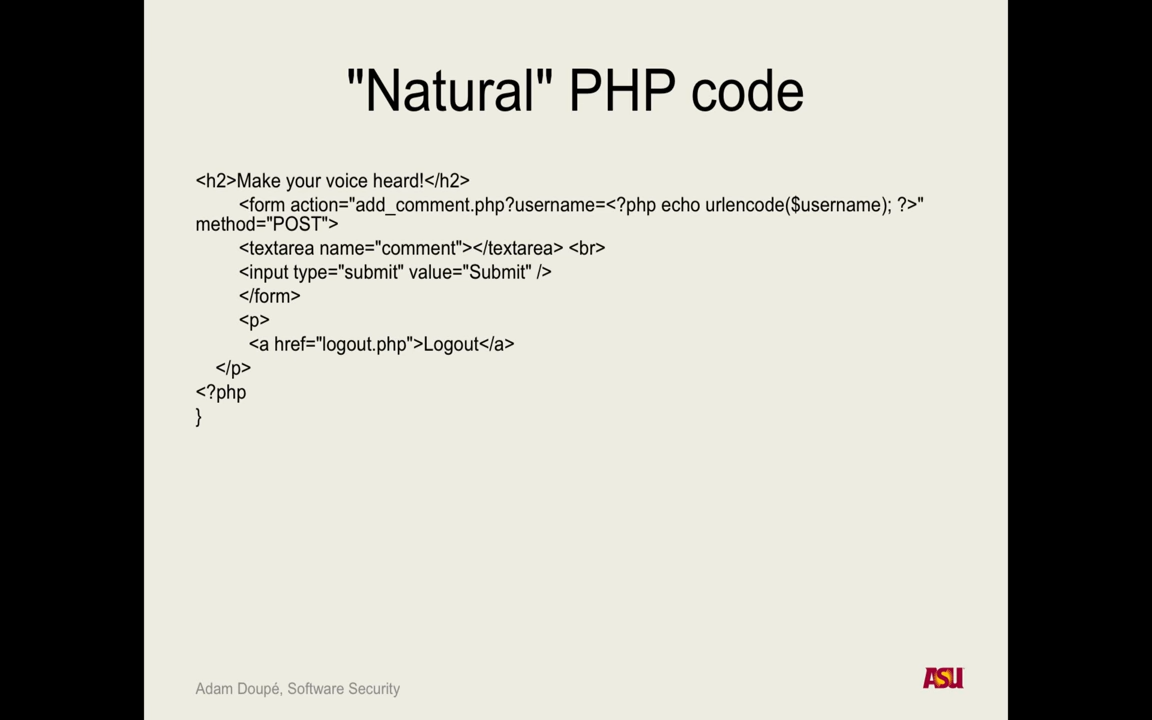 "Natural" PHP code
<h2>Make your voice heard!</h2>
<form action="add_comment.php?username=<?php echo urlencode($username); ?>"
method="POST">
<textarea name="comment"></textarea> <br>
<input type="submit" value="Submit" />
</form>
<p>
<a href="logout.php">Logout</a>
</p>
<?php
}
Adam Doupé, Software Security
ASU